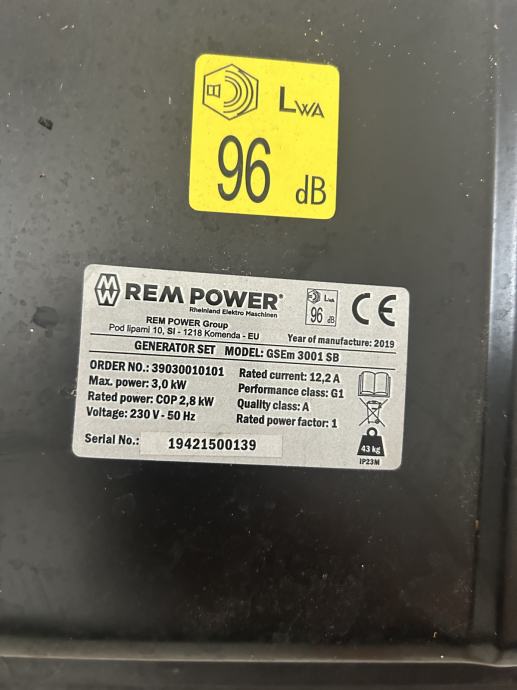 LWA
96 dB
REM POWER®
Rheinland Elektro Maschinen
LWA
96 dB
CE
REM POWER Group
Pod lipami 10, SI - 1218 Komenda - EU
Year of manufacture: 2019
GENERATOR SET MODEL: GSEm 3001 SB
ORDER NO.: 39030010101
Max. power: 3,0 kW
Rated power: COP 2,8 kW
Voltage: 230 V - 50 Hz
Rated current: 12,2 A
Performance class: G1
Quality class: A
Rated power factor: 1
Serial No.: 19421500139
43 kg
IP23M